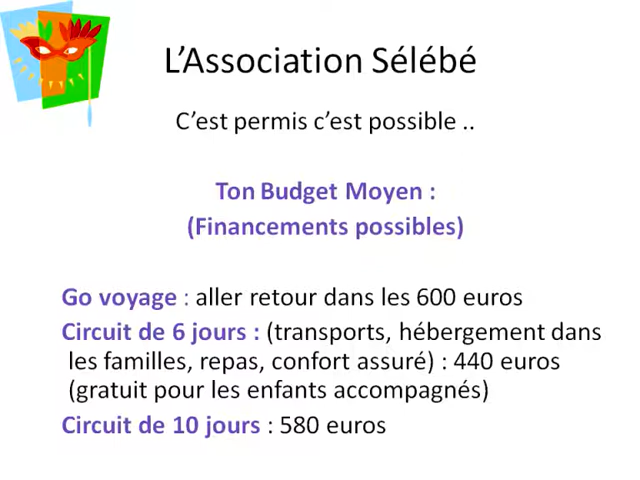 L’Association Sélébé
C’est permis c’est possible ..
Ton Budget Moyen :
(Financements possibles)
Go voyage : aller retour dans les 600 euros
Circuit de 6 jours : (transports, hébergement dans
les familles, repas, confort assuré) : 440 euros
(gratuit pour les enfants accompagnés)
Circuit de 10 jours : 580 euros